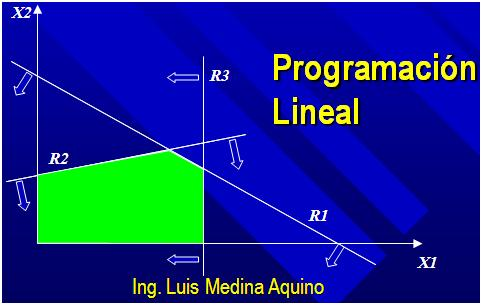 X2
R3
Programación
Lineal
R2
R1
X1
Ing. Luis Medina Aquino